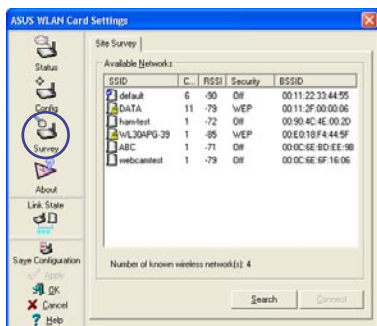 ASUS WLAN Card Settings
Status
Config
Survey
About
Link State
Save Configuration
Apply
OK
Cancel
Help
Site Survey
Available Networks
SSID C... RSSI Security BSSID
default 6 -90 Off 00:11:22:33:44:55
DATA 11 -79 WEP 00:11:2F:00:00:06
ham-test 1 -72 Off 00:90:4C:4E:00:2D
WL30APG-39 1 -85 WEP 00:E0:18:F4:44:5F
ABC 1 -71 Off 00:0C:6E:BD:EE:9B
webcamtest 1 -79 Off 00:0C:6E:6F:16:06
Number of known wireless network(s): 4
Search
Connect